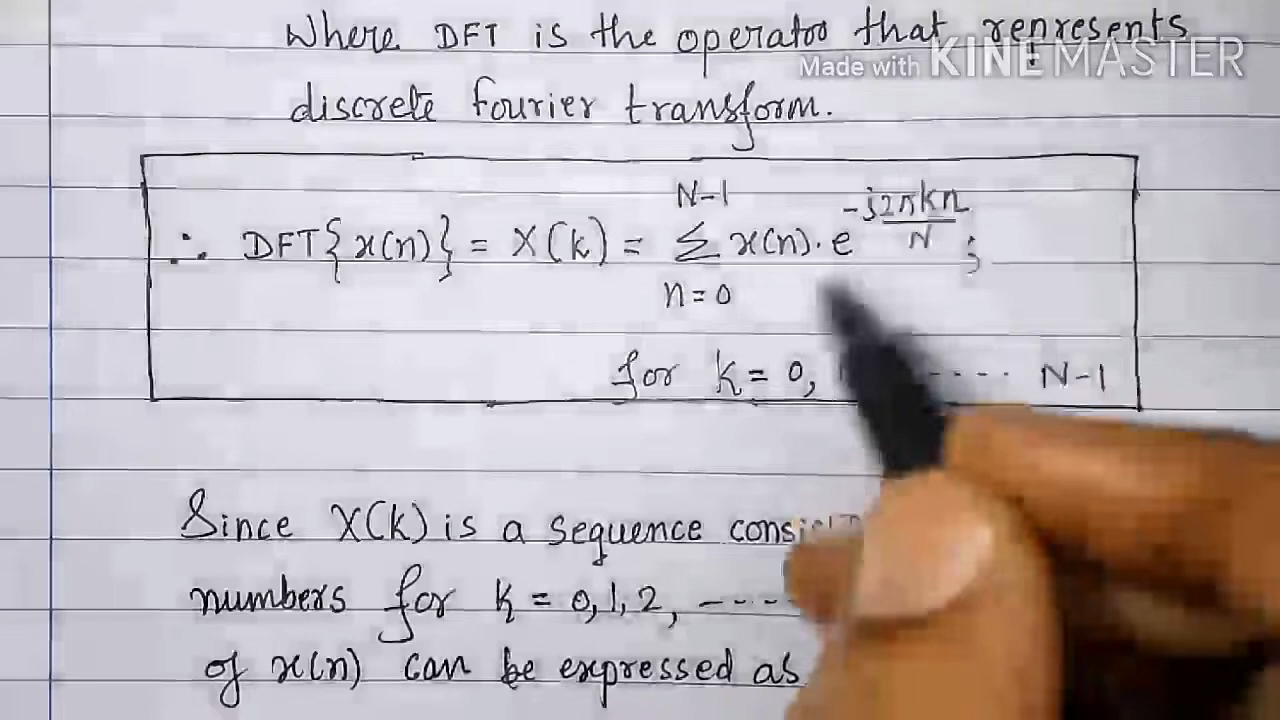 Where DFT is the operator that represents
Made with KINEMASTER
discrete fourier transform.
∴ DFT{x(n)} = X(k) = N-1 Σ n=0 x(n)·e -j2πkn/N ;
for k = 0, ---- N-1
Since X(k) is a sequence
numbers for k = 0,1,2, ----
of x(n) can be expressed as